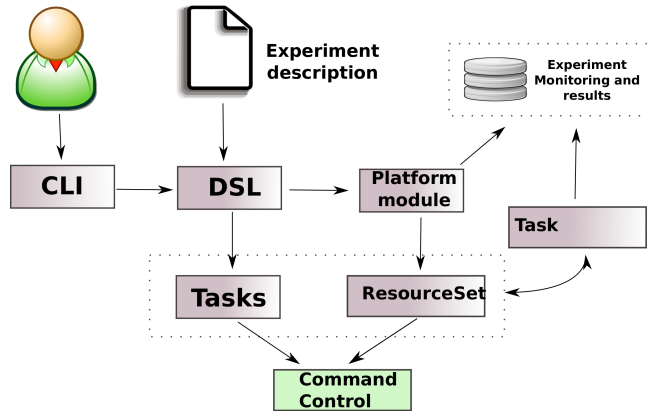 Experiment
description
Experiment
Monitoring and
results
CLI
DSL
Platform
module
Task
Tasks
ResourceSet
Command
Control